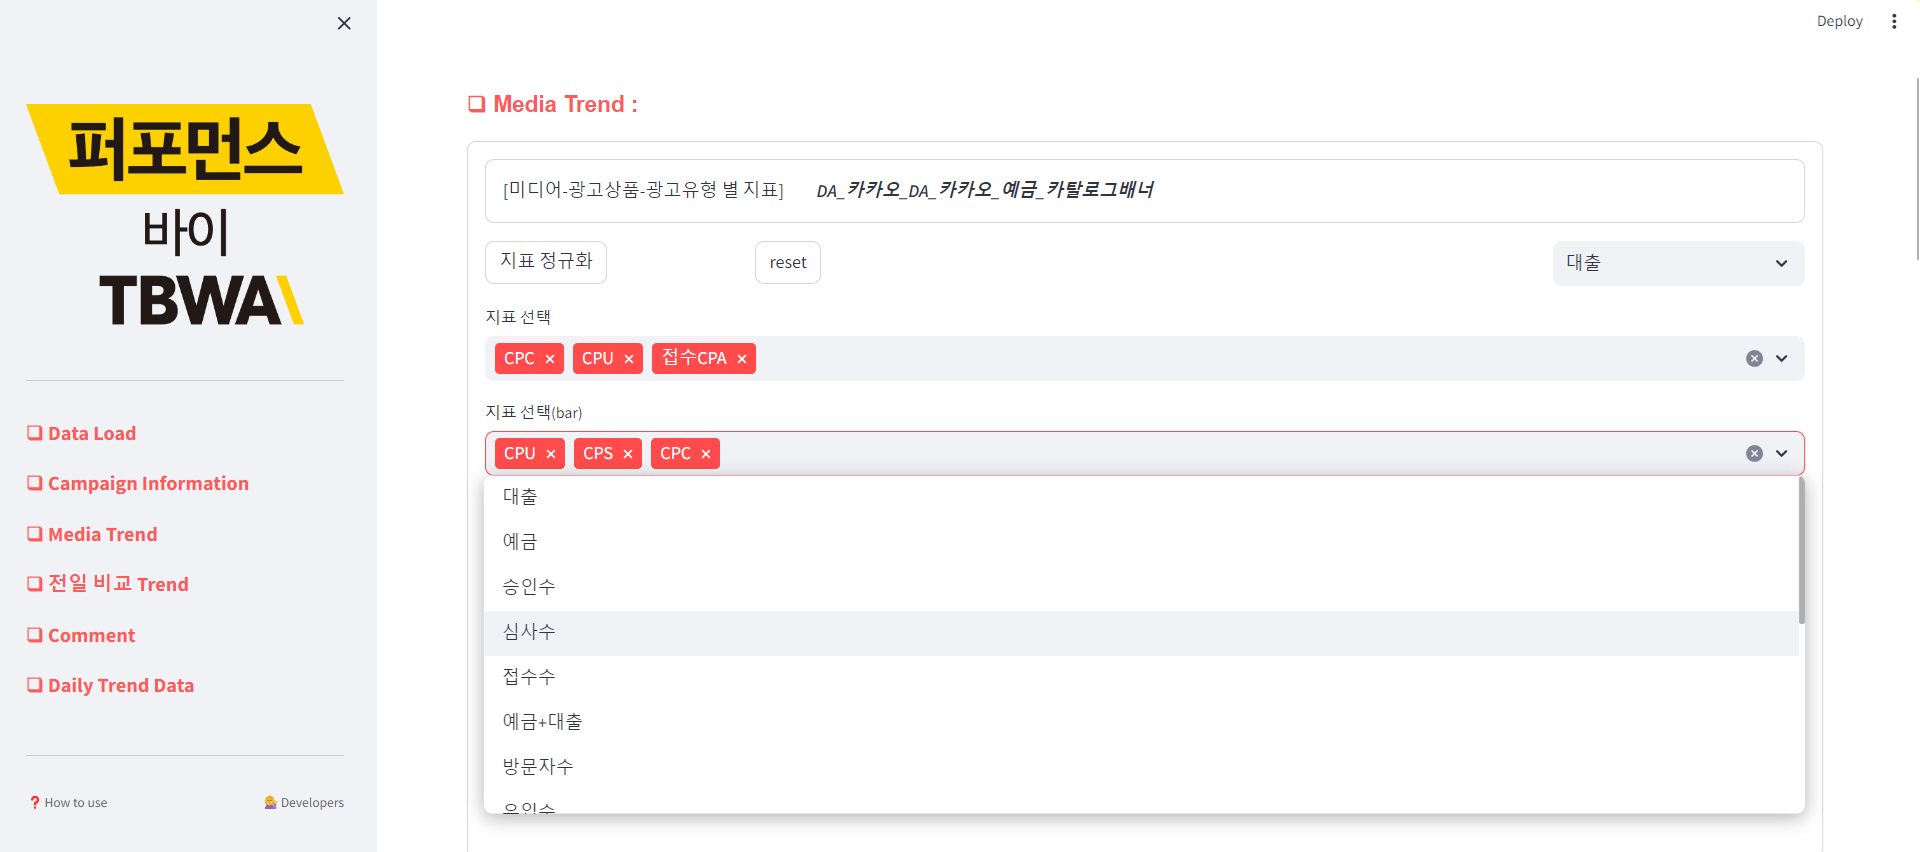 Deploy
퍼포먼스
바이
TBWA\
Data Load
Campaign Information
Media Trend
전일 비교 Trend
Comment
Daily Trend Data
How to use
Developers
Media Trend :
[미디어-광고상품-광고유형 별 지표] DA_카카오_DA_카카오_예금_카탈로그배너
지표 정규화
reset
대출
지표 선택
CPC CPU 접수CPA
지표 선택(bar)
CPU CPS CPC
대출
예금
승인수
심사수
접수수
예금+대출
방문자수